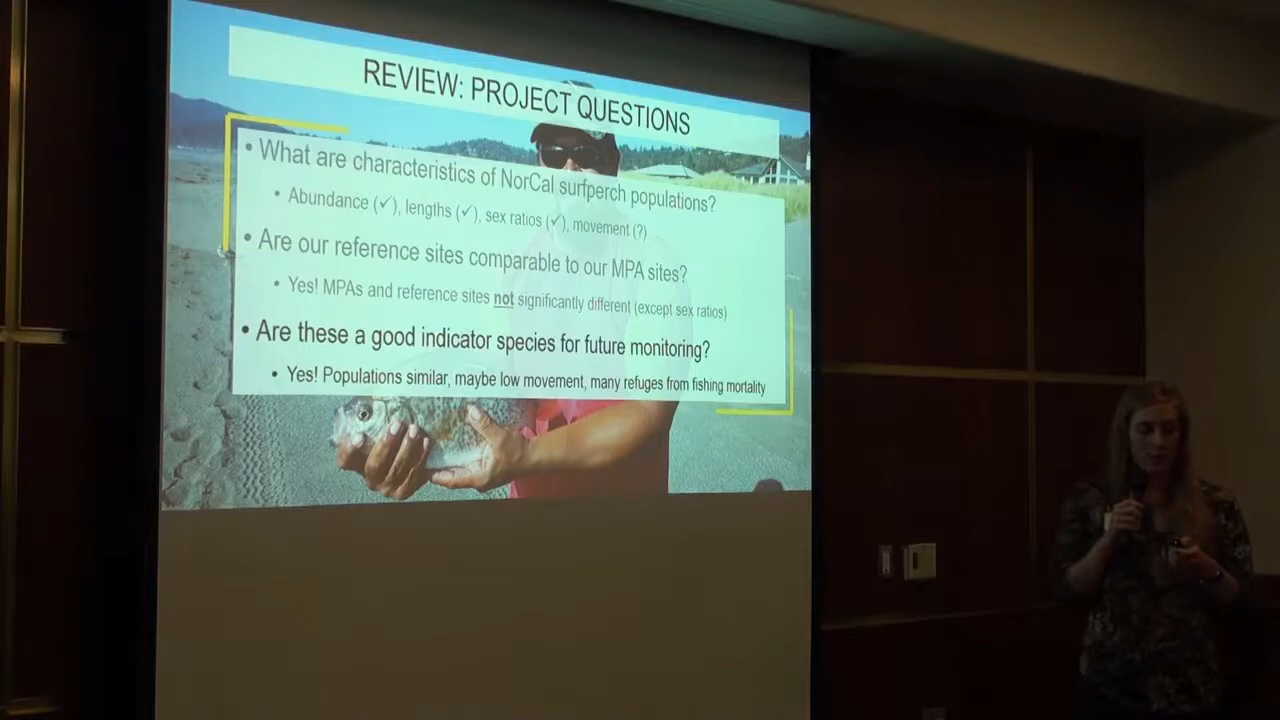 REVIEW: PROJECT QUESTIONS
• What are characteristics of NorCal surfperch populations?
• Abundance (✓), lengths (✓), sex ratios (✓), movement (?)
• Are our reference sites comparable to our MPA sites?
• Yes! MPAs and reference sites not significantly different (except sex ratios)
• Are these a good indicator species for future monitoring?
• Yes! Populations similar, maybe low movement, many refuges from fishing mortality